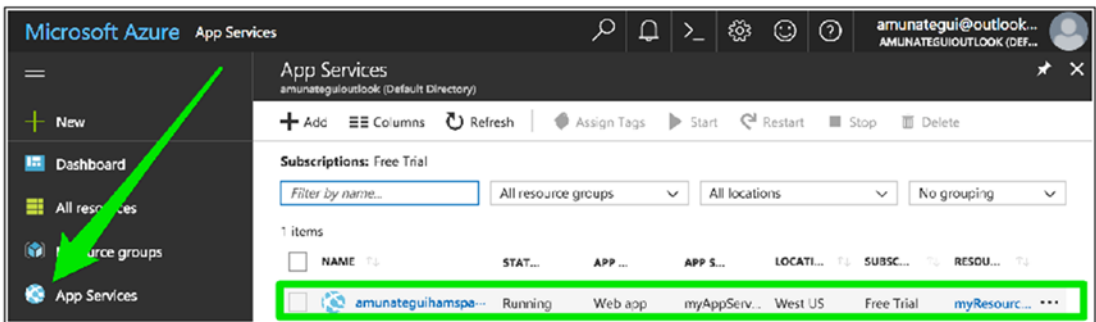 Microsoft Azure App Services
amunategui@outlook...
AMUNATEGUIOUTLOOK (DEF...
App Services
amunateguioutlook (Default Directory)
New
Add Columns Refresh Assign Tags Start Restart Stop Delete
Dashboard
Subscriptions: Free Trial
Filter by name... All resource groups All locations No grouping
All resources
1 items
Resource groups
NAME STAT... APP ... APP S... LOCATI... SUBSC... RESOU...
App Services
amunateguihamspa... Running Web app myAppServ... West US Free Trial myResourc... ...